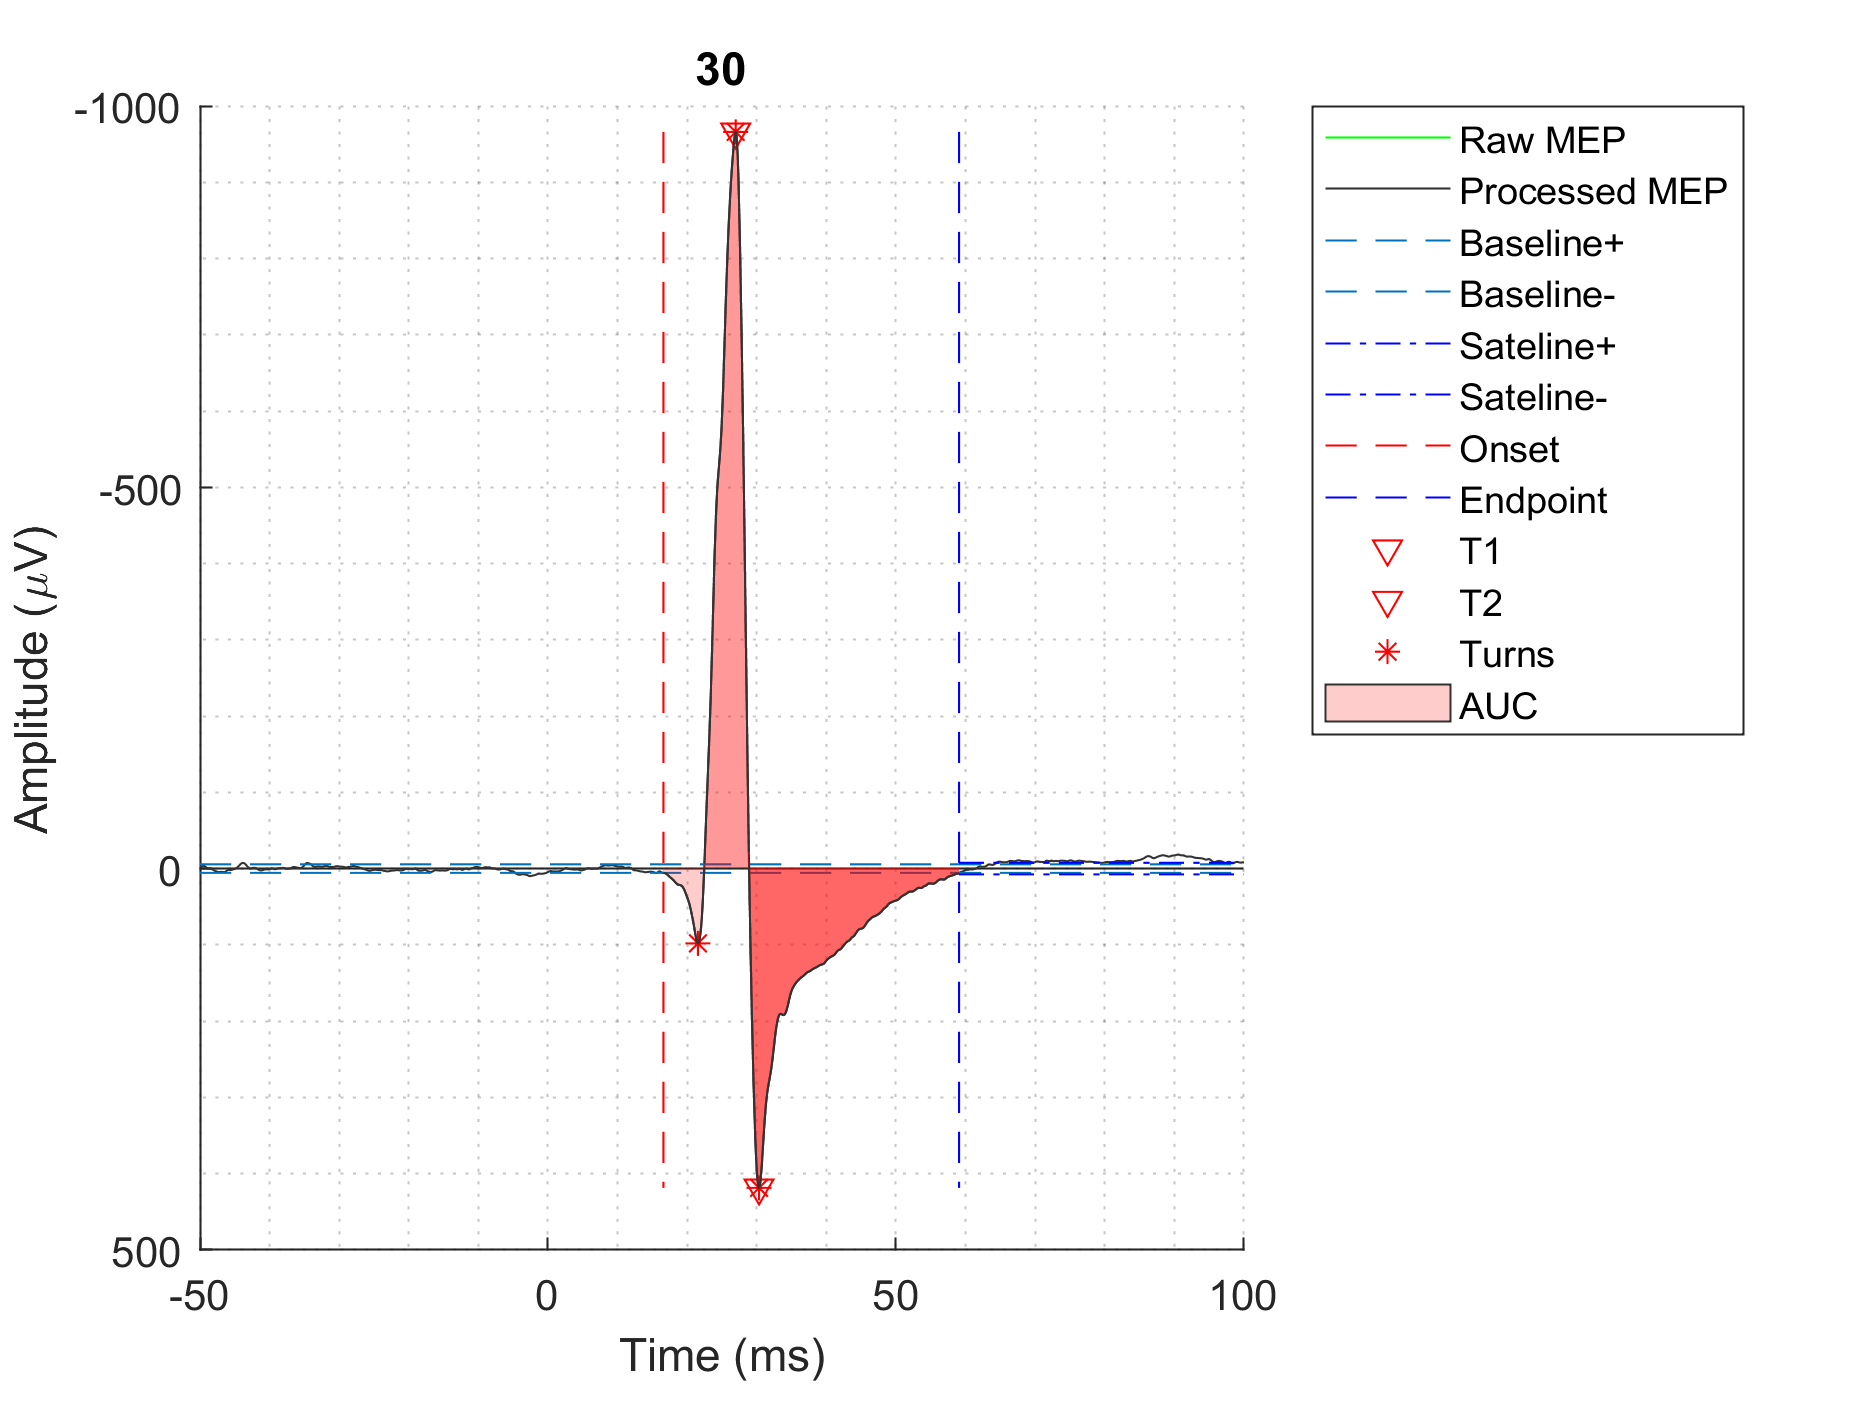 30
-1000
-500
0
500
Amplitude (μV)
-50 0 50 100
Time (ms)
Raw MEP
Processed MEP
Baseline+
Baseline-
Sateline+
Sateline-
Onset
Endpoint
T1
T2
Turns
AUC